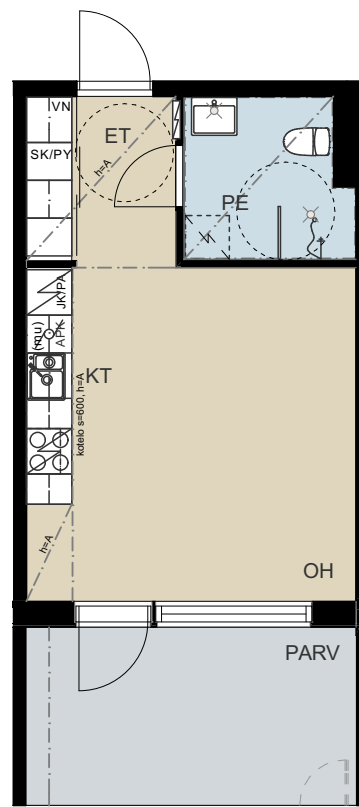 VN
ET
SK/PY
h=A
PE
JK/PA
(mu)
APK
KT
kotelo s=600, h=A
h=A
OH
PARV